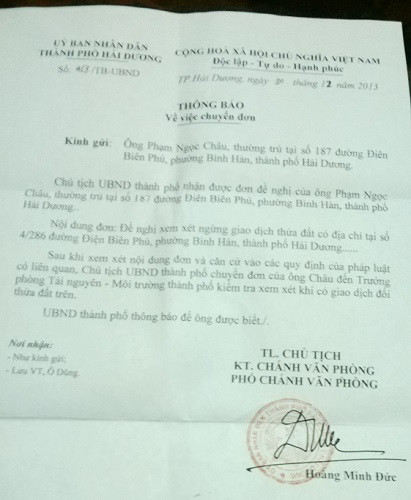 ỦY BAN NHÂN DÂN
THÀNH PHỐ HẢI DƯƠNG
CỘNG HOÀ XÃ HỘI CHỦ NGHĨA VIỆT NAM
Độc lập - Tự do - Hạnh phúc
Số: 413/TB-UBND
TP Hải Dương, ngày 30 tháng 12 năm 2013
THÔNG BÁO
Về việc chuyển đơn
Kính gửi: Ông Phạm Ngọc Châu, thường trú tại số 187 đường Điện
Biên Phủ, phường Bình Hàn, thành phố Hải Dương.
Chủ tịch UBND thành phố nhận được đơn đề nghị của ông Phạm Ngọc
Châu, thường trú tại số 187 đường Điện Biên Phủ, phường Bình Hàn, thành phố
Hải Dương..
Nội dung đơn: Đề nghị xem xét ngừng giao dịch thửa đất có địa chỉ tại số
4/286 đường Điện Biên Phủ, phường Bình Hàn, thành phố Hải Dương......
Sau khi xem xét nội dung đơn và căn cứ vào các quy định của pháp luật
có liên quan, Chủ tịch UBND thành phố chuyển đơn của ông Châu đến Trưởng
phòng Tài nguyên - Môi trường thành phố kiểm tra xem xét khi có giao dịch đối
thửa đất trên.
UBND thành phố thông báo để ông được biết./.
Nơi nhận:
- Như kính gửi;
- Lưu VT, Ô Dũng.
TL. CHỦ TỊCH
KT. CHÁNH VĂN PHÒNG
PHÓ CHÁNH VĂN PHÒNG
Hoàng Minh Đức